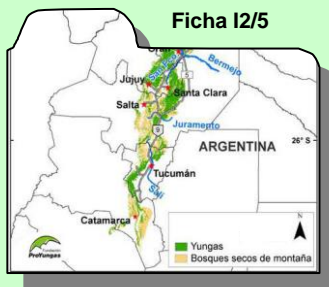 Ficha I2/5
Bermejo
Jujuy
Santa Clara
Salta
Juramento
26° S
ARGENTINA
Tucumán
Salí
Catamarca
N
Yungas
Bosques secos de montaña
Fundación
ProYungas